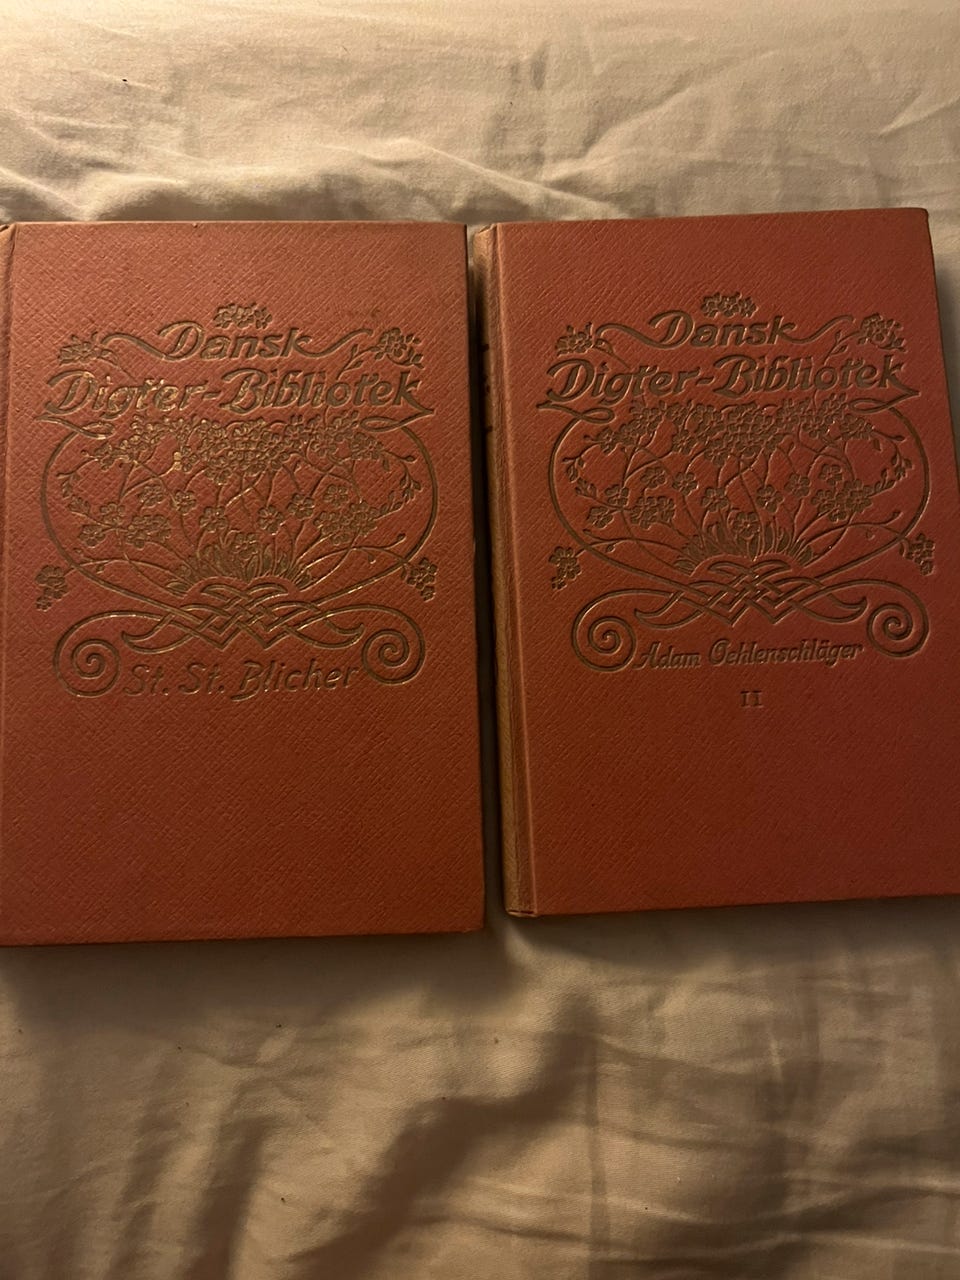 Dansk
Digter-Bibliotek
St. St. Blicher
Dansk
Digter-Bibliotek
Adam Oehlenschläger
II